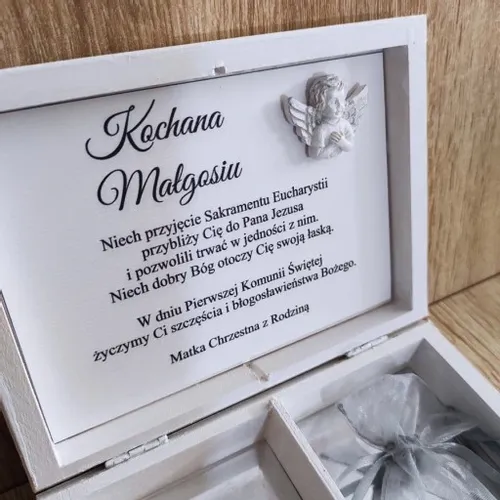 Kochana
Małgosiu
Niech przyjęcie Sakramentu Eucharystii
przybliży Cię do Pana Jezusa
i pozwolili trwać w jedności z nim.
Niech dobry Bóg otoczy Cię swoją łaską.
W dniu Pierwszej Komunii Świętej
życzymy Ci szczęścia i błogosławieństwa Bożego.
Matka Chrzestna z Rodziną